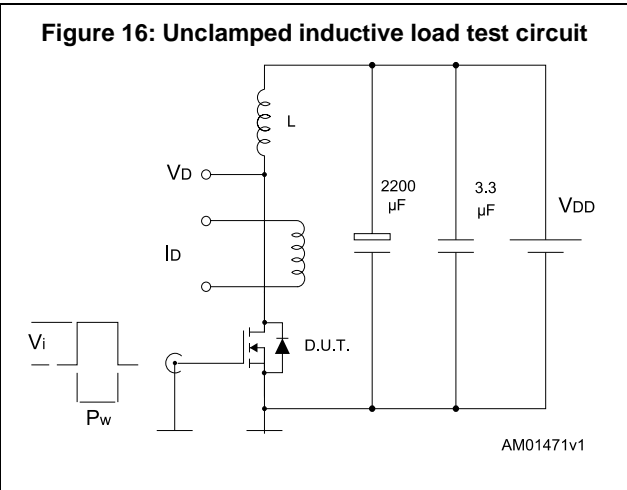 Figure 16: Unclamped inductive load test circuit
L
VD
2200
µF
3.3
µF
VDD
ID
Vi
D.U.T.
Pw
AM01471v1